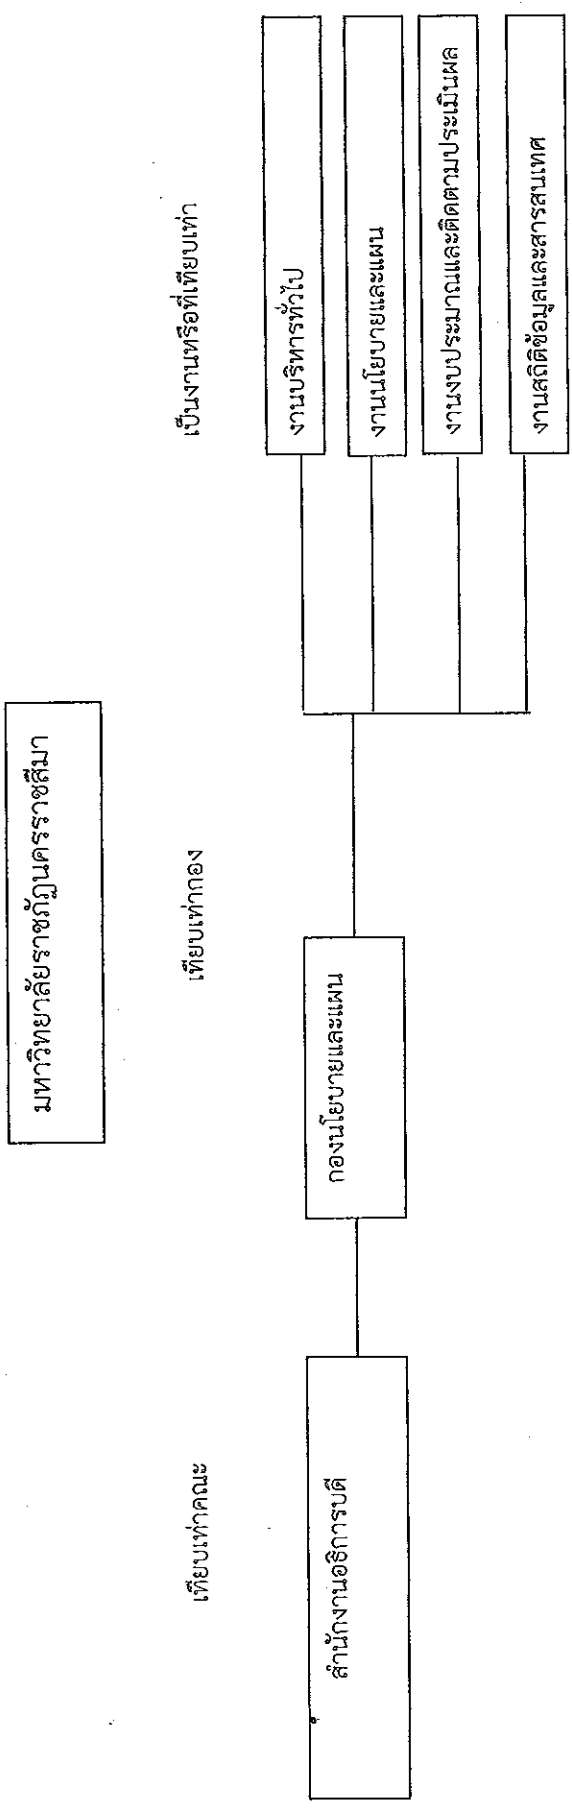 มหาวิทยาลัยราชภัฏนครราชสีมา
เทียบเท่าคณะ
เทียบเท่ากอง
เป็นงานหรือที่เทียบเท่า
สำนักงานอธิการบดี
กองนโยบายและแผน
งานบริหารทั่วไป
งานนโยบายและแผน
งานงบประมาณและติดตามประเมินผล
งานสถิติข้อมูลและสารสนเทศ